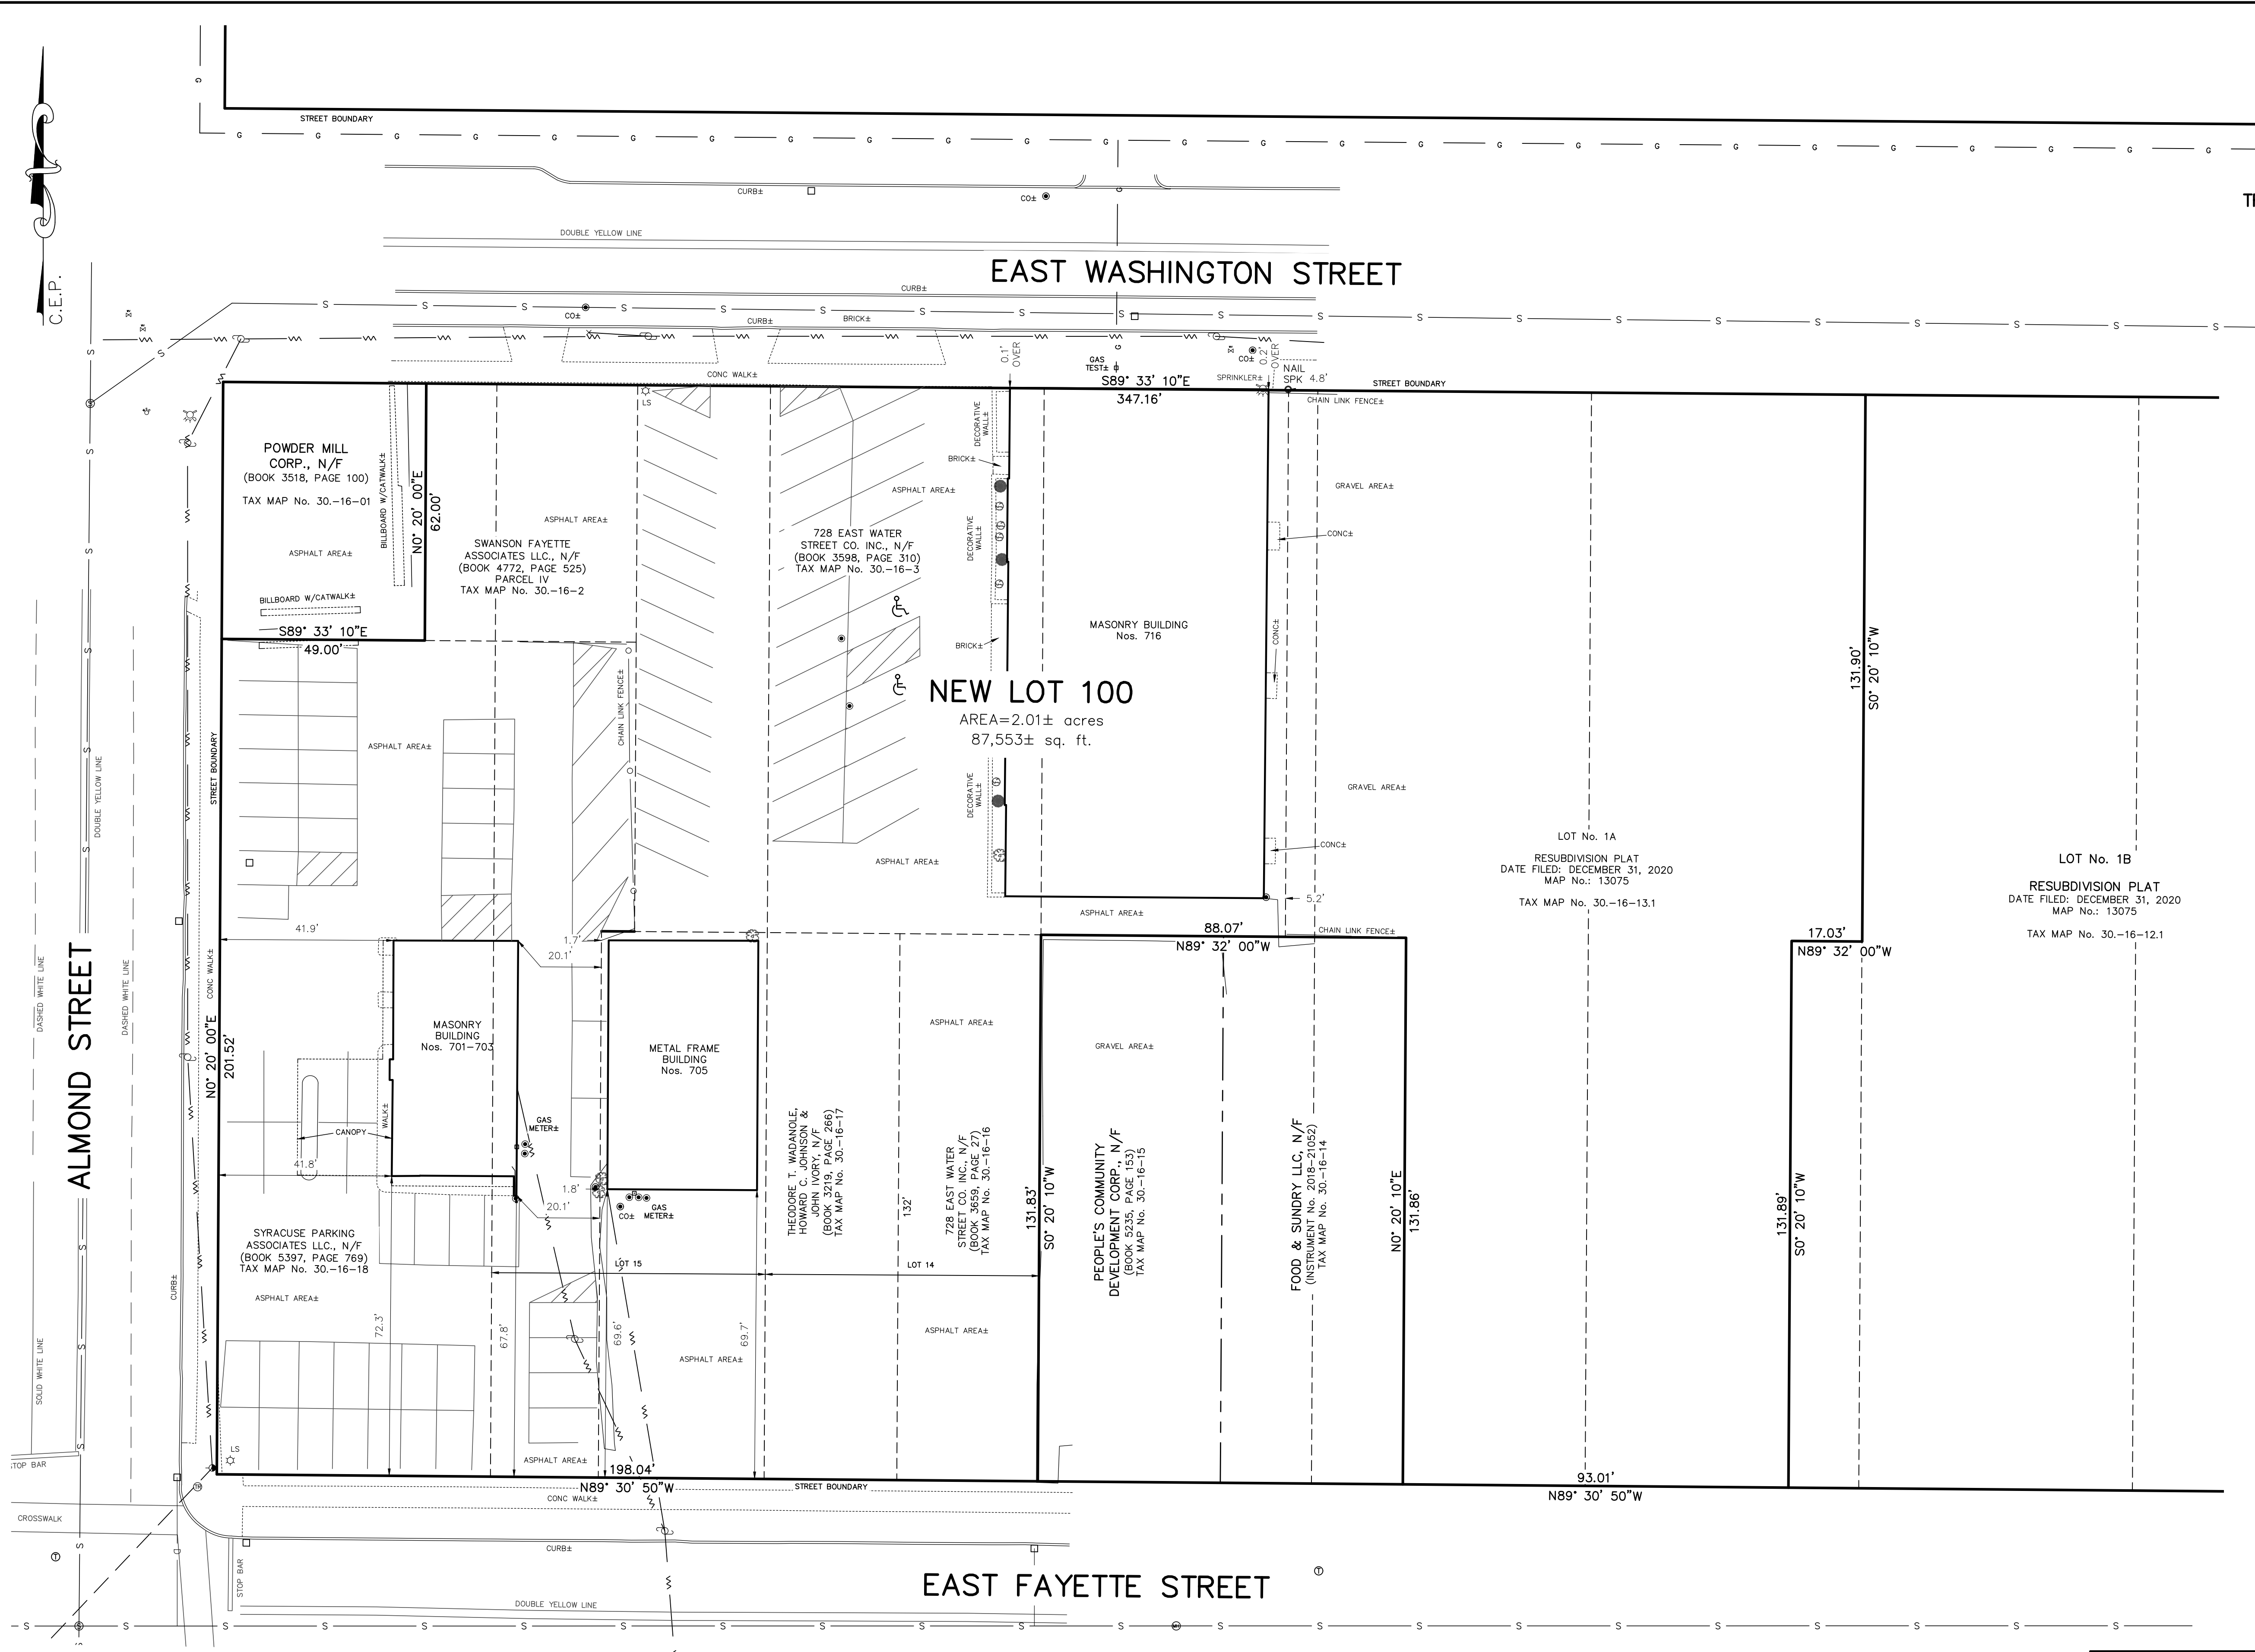 STREET BOUNDARY
G G G G G G G G G G G G G G G G G G G G G G G G G G
CURB±
CO±
DOUBLE YELLOW LINE
EAST WASHINGTON STREET
C.E.P.
CURB±
S S S S S S S S S S S S S S S S S S S S
CO±
CURB±
BRICK±
CONC WALK±
0.1'
OVER
GAS
TEST±
G
CO±
0.2'
OVER
NAIL
SPK 4.8'
SPRINKLER±
S89° 33' 10"E
347.16'
STREET BOUNDARY
CHAIN LINK FENCE±
LS
POWDER MILL
CORP., N/F
(BOOK 3518, PAGE 100)
TAX MAP No. 30.-16-01
ASPHALT AREA±
BILLBOARD W/CATWALK±
BILLBOARD W/CATWALK±
N0° 20' 00"E
62.00'
S89° 33' 10"E
49.00'
ASPHALT AREA±
SWANSON FAYETTE
ASSOCIATES LLC., N/F
(BOOK 4772, PAGE 525)
PARCEL IV
TAX MAP No. 30.-16-2
728 EAST WATER
STREET CO. INC., N/F
(BOOK 3598, PAGE 310)
TAX MAP No. 30.-16-3
ASPHALT AREA±
DECORATIVE
WALL±
BRICK±
DECORATIVE
WALL±
BRICK±
DECORATIVE
WALL±
MASONRY BUILDING
Nos. 716
GRAVEL AREA±
CONC±
CONC±
CONC±
GRAVEL AREA±
NEW LOT 100
AREA=2.01± acres
87,553± sq. ft.
131.90'
S0° 20' 10"W
ASPHALT AREA±
CHAIN LINK FENCE±
ASPHALT AREA±
LOT No. 1A
RESUBDIVISION PLAT
DATE FILED: DECEMBER 31, 2020
MAP No.: 13075
TAX MAP No. 30.-16-13.1
LOT No. 1B
RESUBDIVISION PLAT
DATE FILED: DECEMBER 31, 2020
MAP No.: 13075
TAX MAP No. 30.-16-12.1
5.2'
ASPHALT AREA±
88.07'
N89° 32' 00"W
CHAIN LINK FENCE±
17.03'
N89° 32' 00"W
STREET BOUNDARY
DOUBLE YELLOW LINE
DASHED WHITE LINE
DASHED WHITE LINE
ALMOND STREET
CONC WALK±
N0° 20' 00"E
201.52'
41.9'
1.7'
20.1'
MASONRY
BUILDING
Nos. 701-703
METAL FRAME
BUILDING
Nos. 705
ASPHALT AREA±
GRAVEL AREA±
WALK±
CANOPY
41.8'
GAS
METER±
1.8'
20.1'
CO±
GAS
METER±
THEODORE T. WADANOLE,
HOWARD C. JOHNSON &
JOHN IVORY, N/F
(BOOK 3219, PAGE 266)
TAX MAP No. 30.-16-17
132'
728 EAST WATER
STREET CO. INC., N/F
(BOOK 3659, PAGE 27)
TAX MAP No. 30.-16-16
131.83'
S0° 20' 10"W
PEOPLE'S COMMUNITY
DEVELOPMENT CORP., N/F
(BOOK 5235, PAGE 153)
TAX MAP No. 30.-16-15
FOOD & SUNDRY LLC, N/F
(INSTRUMENT No. 2018-21052)
TAX MAP No. 30.-16-14
N0° 20' 10"E
131.86'
131.89'
S0° 20' 10"W
SYRACUSE PARKING
ASSOCIATES LLC., N/F
(BOOK 5397, PAGE 769)
TAX MAP No. 30.-16-18
ASPHALT AREA±
LOT 15
LOT 14
72.3'
67.8'
69.6'
69.7'
CURB±
SOLID WHITE LINE
ASPHALT AREA±
ASPHALT AREA±
LS
ASPHALT AREA±
198.04'
N89° 30' 50"W
STREET BOUNDARY
93.01'
N89° 30' 50"W
CONC WALK±
STOP BAR
CROSSWALK
STOP BAR
CURB±
EAST FAYETTE STREET
DOUBLE YELLOW LINE
S S S S S S S S S S S S S S S S S S S S S